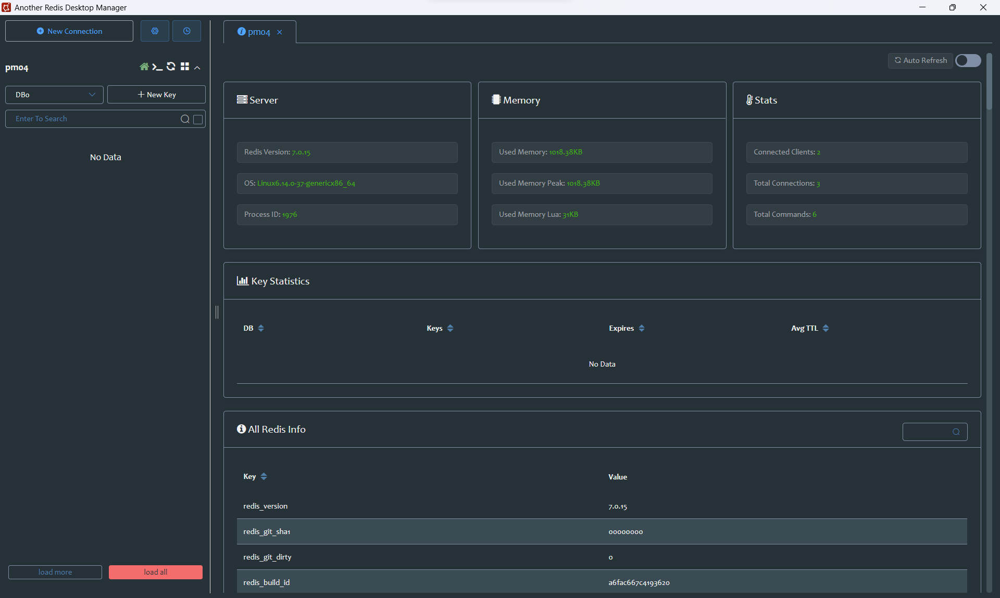 Another Redis Desktop Manager
New Connection
pm04
pm04
Auto Refresh
DB0
New Key
Enter To Search
No Data
Server
Redis Version: 7.0.15
OS: Linux6.14.0-37-genericx86_64
Process ID: 1976
Memory
Used Memory: 1018.38KB
Used Memory Peak: 1018.38KB
Used Memory Lua: 31KB
Stats
Connected Clients: 2
Total Connections: 3
Total Commands: 6
Key Statistics
DB Keys Expires Avg TTL
No Data
All Redis Info
Key Value
redis_version 7.0.15
redis_git_sha1 00000000
redis_git_dirty 0
redis_build_id a6fac667c4193620
load more
load all